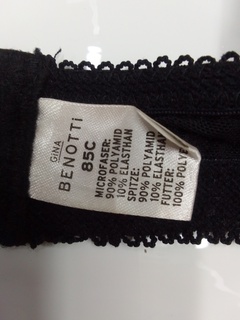 GINA
BENOTTi
85C
MICROFASER:
90% POLYAMID
10% ELASTHAN
SPITZE:
90% POLYAMID
10% ELASTHAN
FUTTER:
100% POLYE